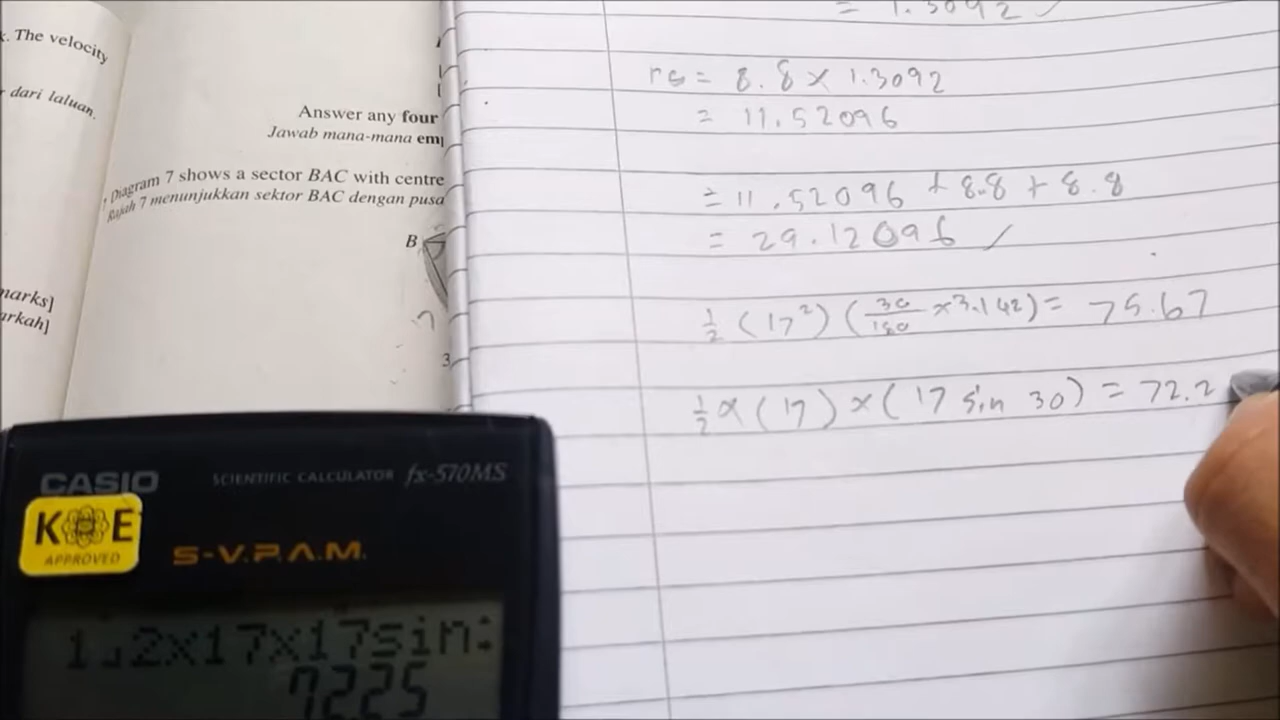 k. The velocity
dari laluan.
marks]
arkah]
Answer any four
Jawab mana-mana em
Diagram 7 shows a sector BAC with centre
Rajah 7 menunjukkan sektor BAC dengan pusa
B
3
= 1.3092 ✓
rθ = 8.8 × 1.3092
= 11.52096
= 11.52096 + 8.8 + 8.8
= 29.12096 /
1/2 (17²) (30/180 × 3.142) = 75.67
1/2 × (17) × (17 sin 30) = 72.2
CASIO SCIENTIFIC CALCULATOR fx-570MS
K E
APPROVED
S-V.P.A.M.
1⌟2×17×17sin
72.25